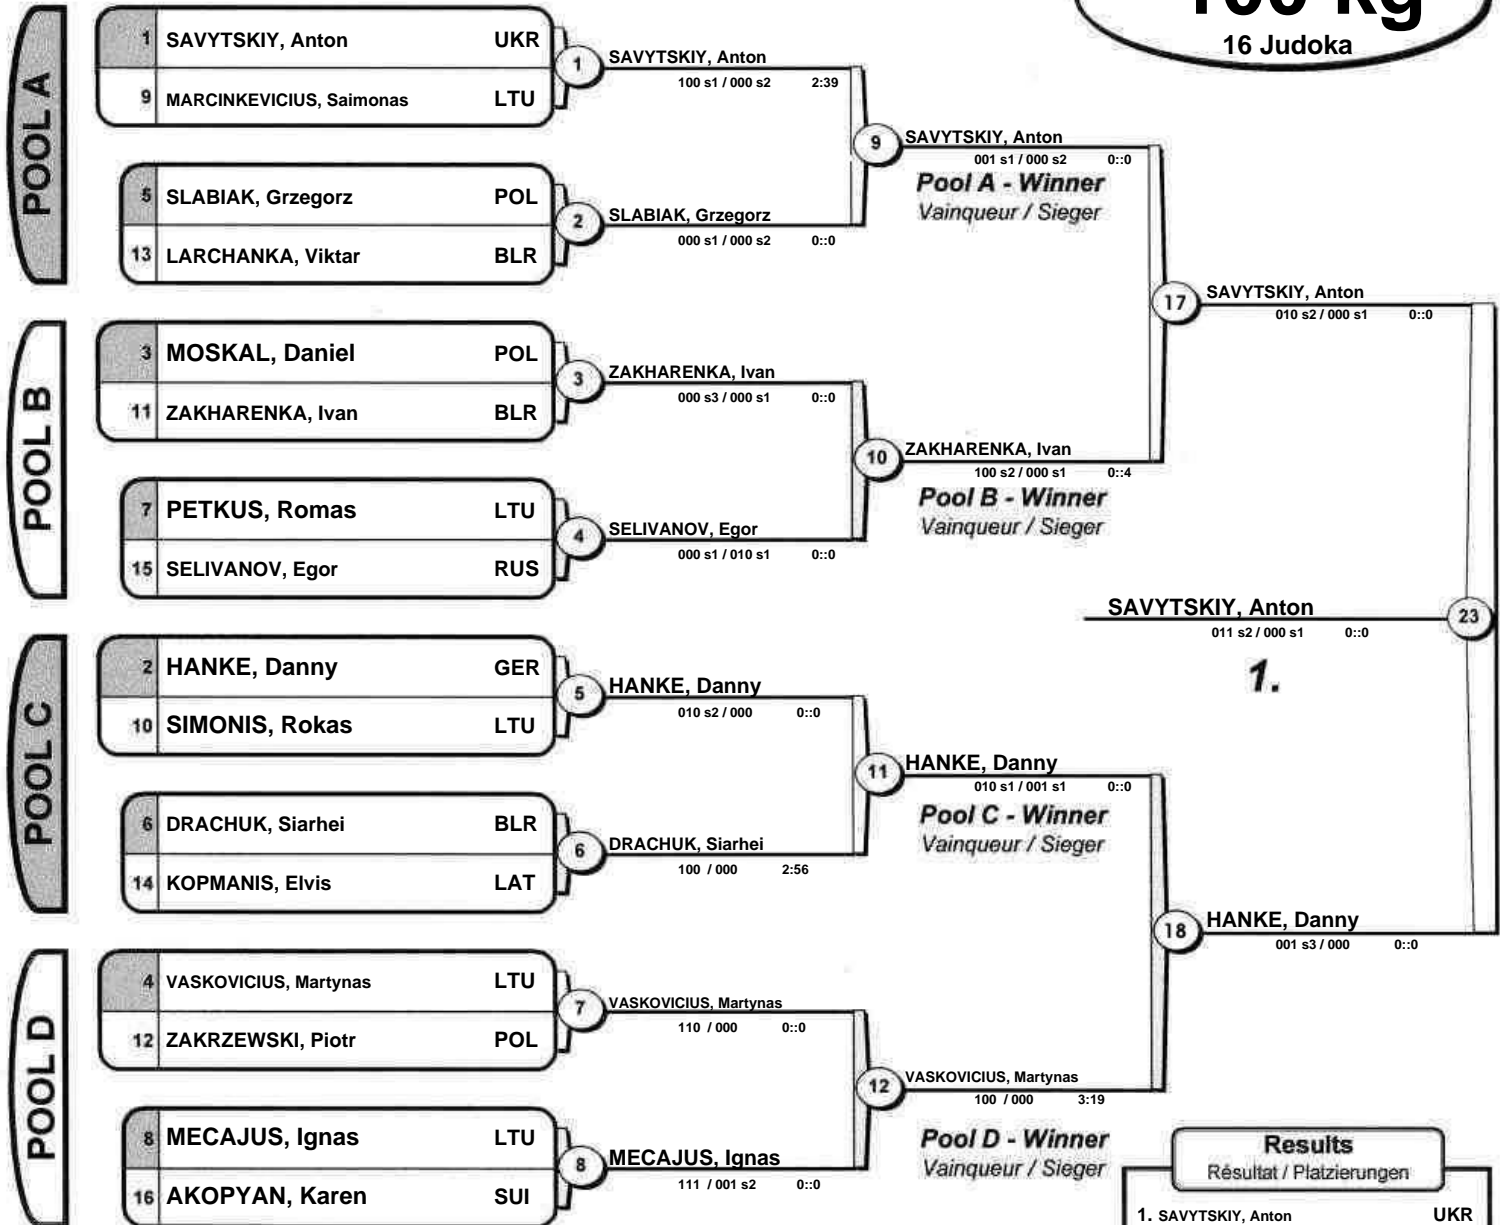 100 kg
16 Judoka
POOL A
1 SAVYTSKIY, Anton UKR
9 MARCINKEVICIUS, Saimonas LTU
5 SLABIAK, Grzegorz POL
13 LARCHANKA, Viktar BLR
1
SAVYTSKIY, Anton
100 s1 / 000 s2 2:39
2
SLABIAK, Grzegorz
000 s1 / 000 s2 0::0
9
SAVYTSKIY, Anton
001 s1 / 000 s2 0::0
Pool A - Winner
Vainqueur / Sieger
POOL B
3 MOSKAL, Daniel POL
11 ZAKHARENKA, Ivan BLR
7 PETKUS, Romas LTU
15 SELIVANOV, Egor RUS
3
ZAKHARENKA, Ivan
000 s3 / 000 s1 0::0
4
SELIVANOV, Egor
000 s1 / 010 s1 0::0
10
ZAKHARENKA, Ivan
100 s2 / 000 s1 0::4
Pool B - Winner
Vainqueur / Sieger
17
SAVYTSKIY, Anton
010 s2 / 000 s1 0::0
POOL C
2 HANKE, Danny GER
10 SIMONIS, Rokas LTU
6 DRACHUK, Siarhei BLR
14 KOPMANIS, Elvis LAT
5
HANKE, Danny
010 s2 / 000 0::0
6
DRACHUK, Siarhei
100 / 000 2:56
11
HANKE, Danny
010 s1 / 001 s1 0::0
Pool C - Winner
Vainqueur / Sieger
POOL D
4 VASKOVICIUS, Martynas LTU
12 ZAKRZEWSKI, Piotr POL
8 MECAJUS, Ignas LTU
16 AKOPYAN, Karen SUI
7
VASKOVICIUS, Martynas
110 / 000 0::0
8
MECAJUS, Ignas
111 / 001 s2 0::0
12
VASKOVICIUS, Martynas
100 / 000 3:19
Pool D - Winner
Vainqueur / Sieger
18
HANKE, Danny
001 s3 / 000 0::0
SAVYTSKIY, Anton
23
011 s2 / 000 s1 0::0
1.
Results
Résultat / Platzierungen
1. SAVYTSKIY, Anton UKR